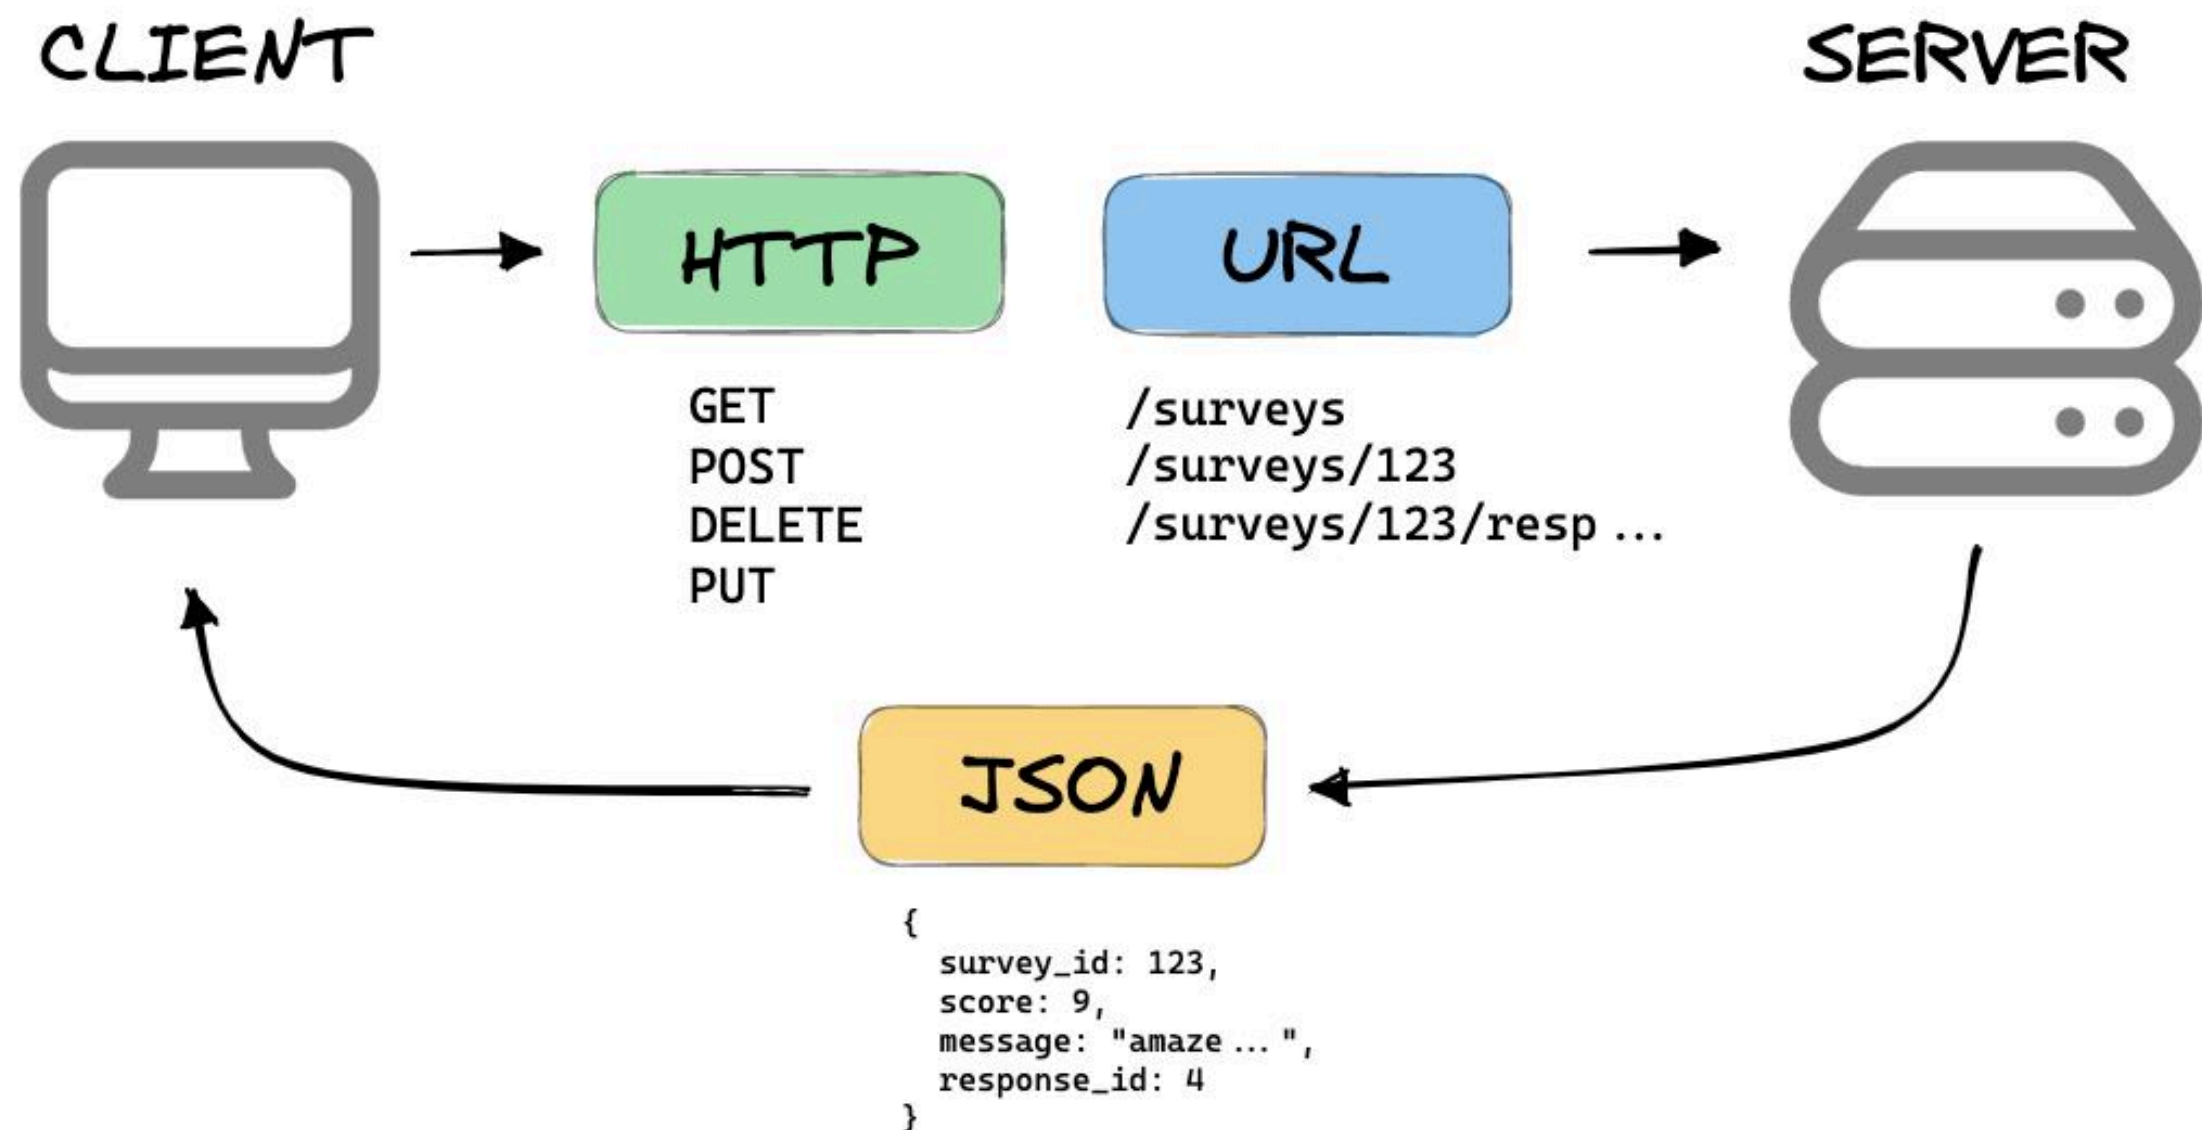 CLIENT
SERVER
HTTP
URL
GET
POST
DELETE
PUT
/surveys
/surveys/123
/surveys/123/resp ...
JSON
{
survey_id: 123,
score: 9,
message: "amaze ... ",
response_id: 4
}